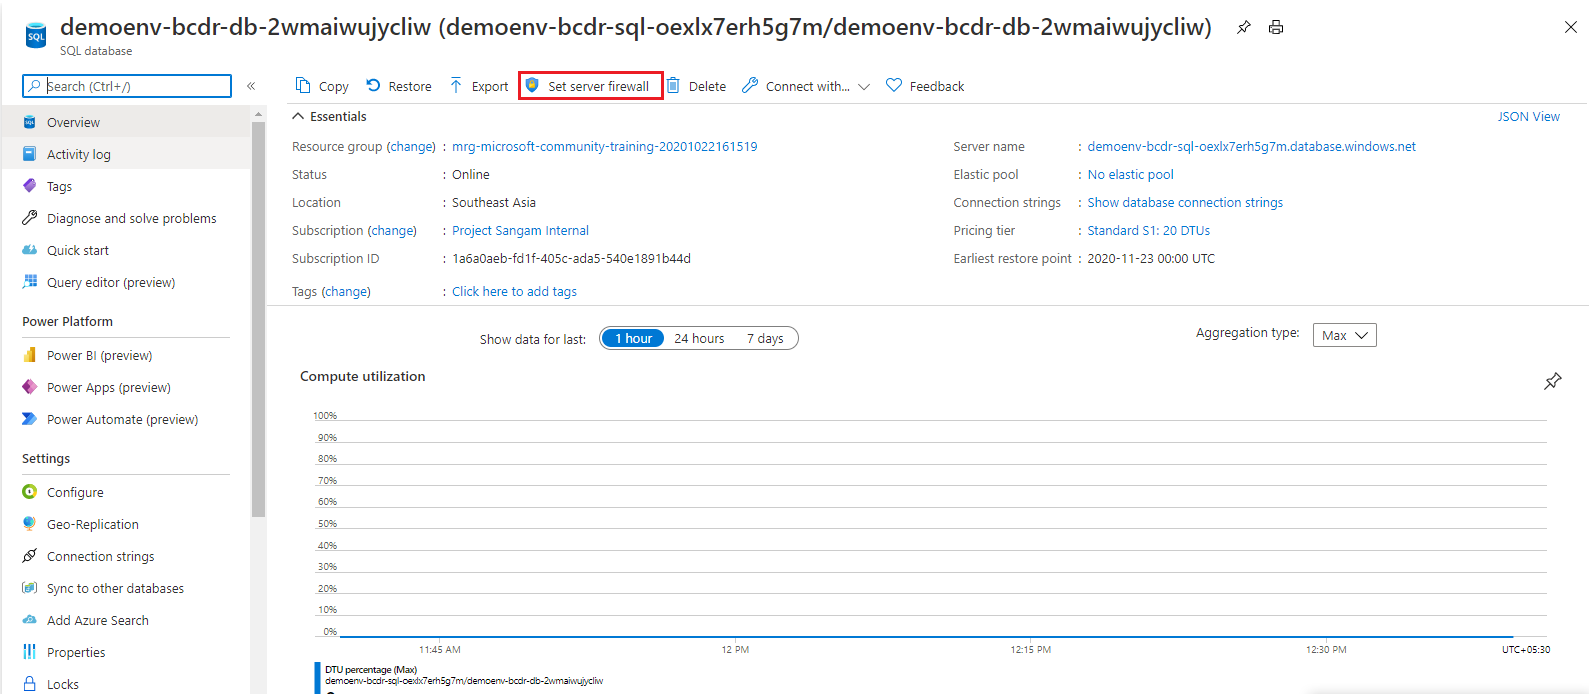 demoenv-bcdr-db-2wmaiwujycliw (demoenv-bcdr-sql-oexlx7erh5g7m/demoenv-bcdr-db-2wmaiwujycliw)
SQL
SQL database
Search (Ctrl+/)
«
Copy Restore Export Set server firewall Delete Connect with... Feedback
Overview
Activity log
Tags
Diagnose and solve problems
Quick start
Query editor (preview)
Power Platform
Power BI (preview)
Power Apps (preview)
Power Automate (preview)
Settings
Configure
Geo-Replication
Connection strings
Sync to other databases
Add Azure Search
Properties
Locks
Essentials
JSON View
Resource group (change) : mrg-microsoft-community-training-20201022161519
Status : Online
Location : Southeast Asia
Subscription (change) : Project Sangam Internal
Subscription ID : 1a6a0aeb-fd1f-405c-ada5-540e1891b44d
Tags (change) : Click here to add tags
Server name : demoenv-bcdr-sql-oexlx7erh5g7m.database.windows.net
Elastic pool : No elastic pool
Connection strings : Show database connection strings
Pricing tier : Standard S1: 20 DTUs
Earliest restore point : 2020-11-23 00:00 UTC
Show data for last: 1 hour 24 hours 7 days
Aggregation type: Max
Compute utilization
100%
90%
80%
70%
60%
50%
40%
30%
20%
10%
0%
11:45 AM 12 PM 12:15 PM 12:30 PM UTC+05:30
DTU percentage (Max)
demoenv-bcdr-sql-oexlx7erh5g7m/demoenv-bcdr-db-2wmaiwujycliw